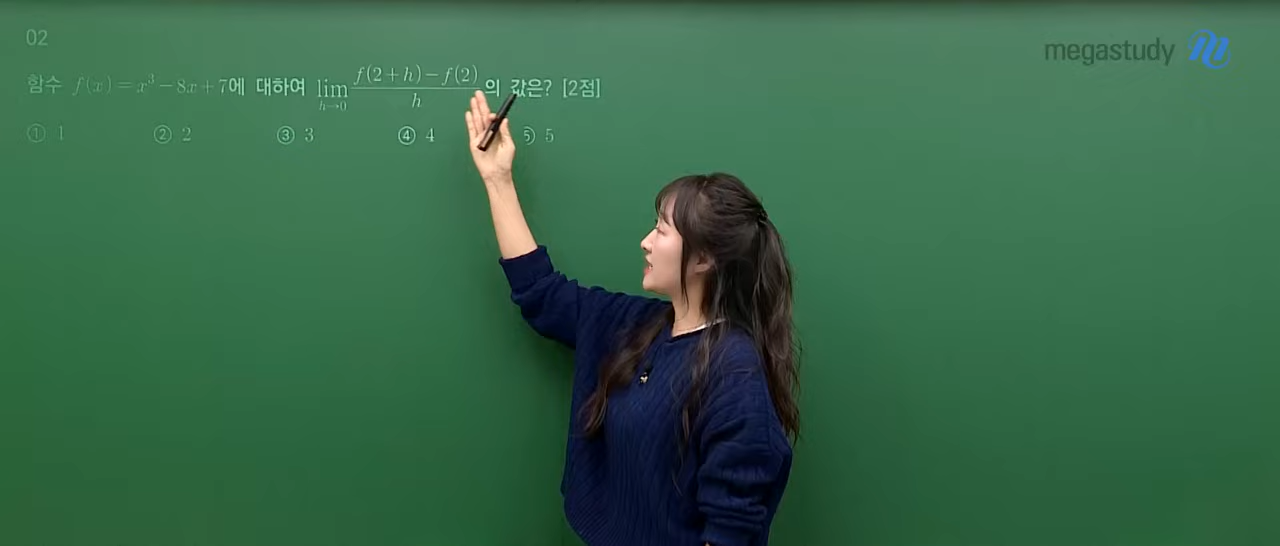 02
megastudy
함수 f(x)=x³-8x+7에 대하여 lim_{h→0} \frac{f(2+h)-f(2)}{h}의 값은? [2점]
① 1 ② 2 ③ 3 ④ 4 ⑤ 5